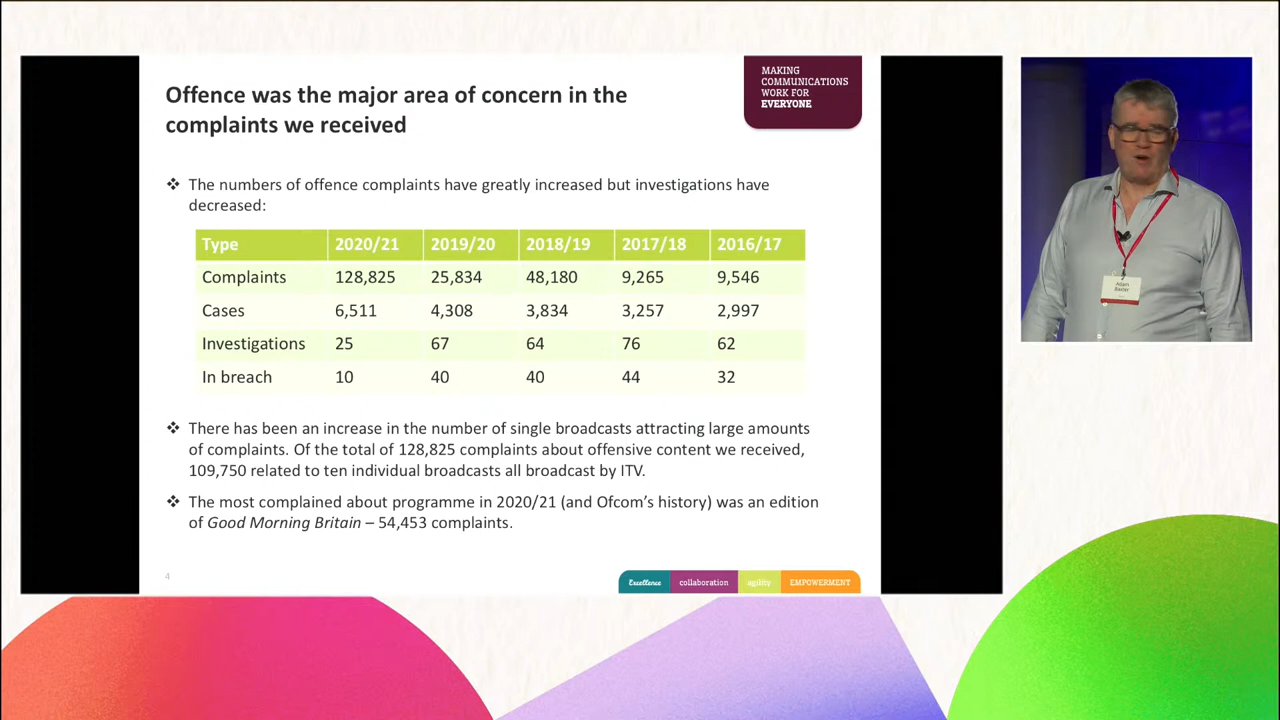 Offence was the major area of concern in the
complaints we received
MAKING
COMMUNICATIONS
WORK FOR
EVERYONE
❖ The numbers of offence complaints have greatly increased but investigations have
decreased:
Type 2020/21 2019/20 2018/19 2017/18 2016/17
Complaints 128,825 25,834 48,180 9,265 9,546
Cases 6,511 4,308 3,834 3,257 2,997
Investigations 25 67 64 76 62
In breach 10 40 40 44 32
❖ There has been an increase in the number of single broadcasts attracting large amounts
of complaints. Of the total of 128,825 complaints about offensive content we received,
109,750 related to ten individual broadcasts all broadcast by ITV.
❖ The most complained about programme in 2020/21 (and Ofcom's history) was an edition
of Good Morning Britain – 54,453 complaints.
4
Excellence collaboration agility EMPOWERMENT
Adam
Baxter